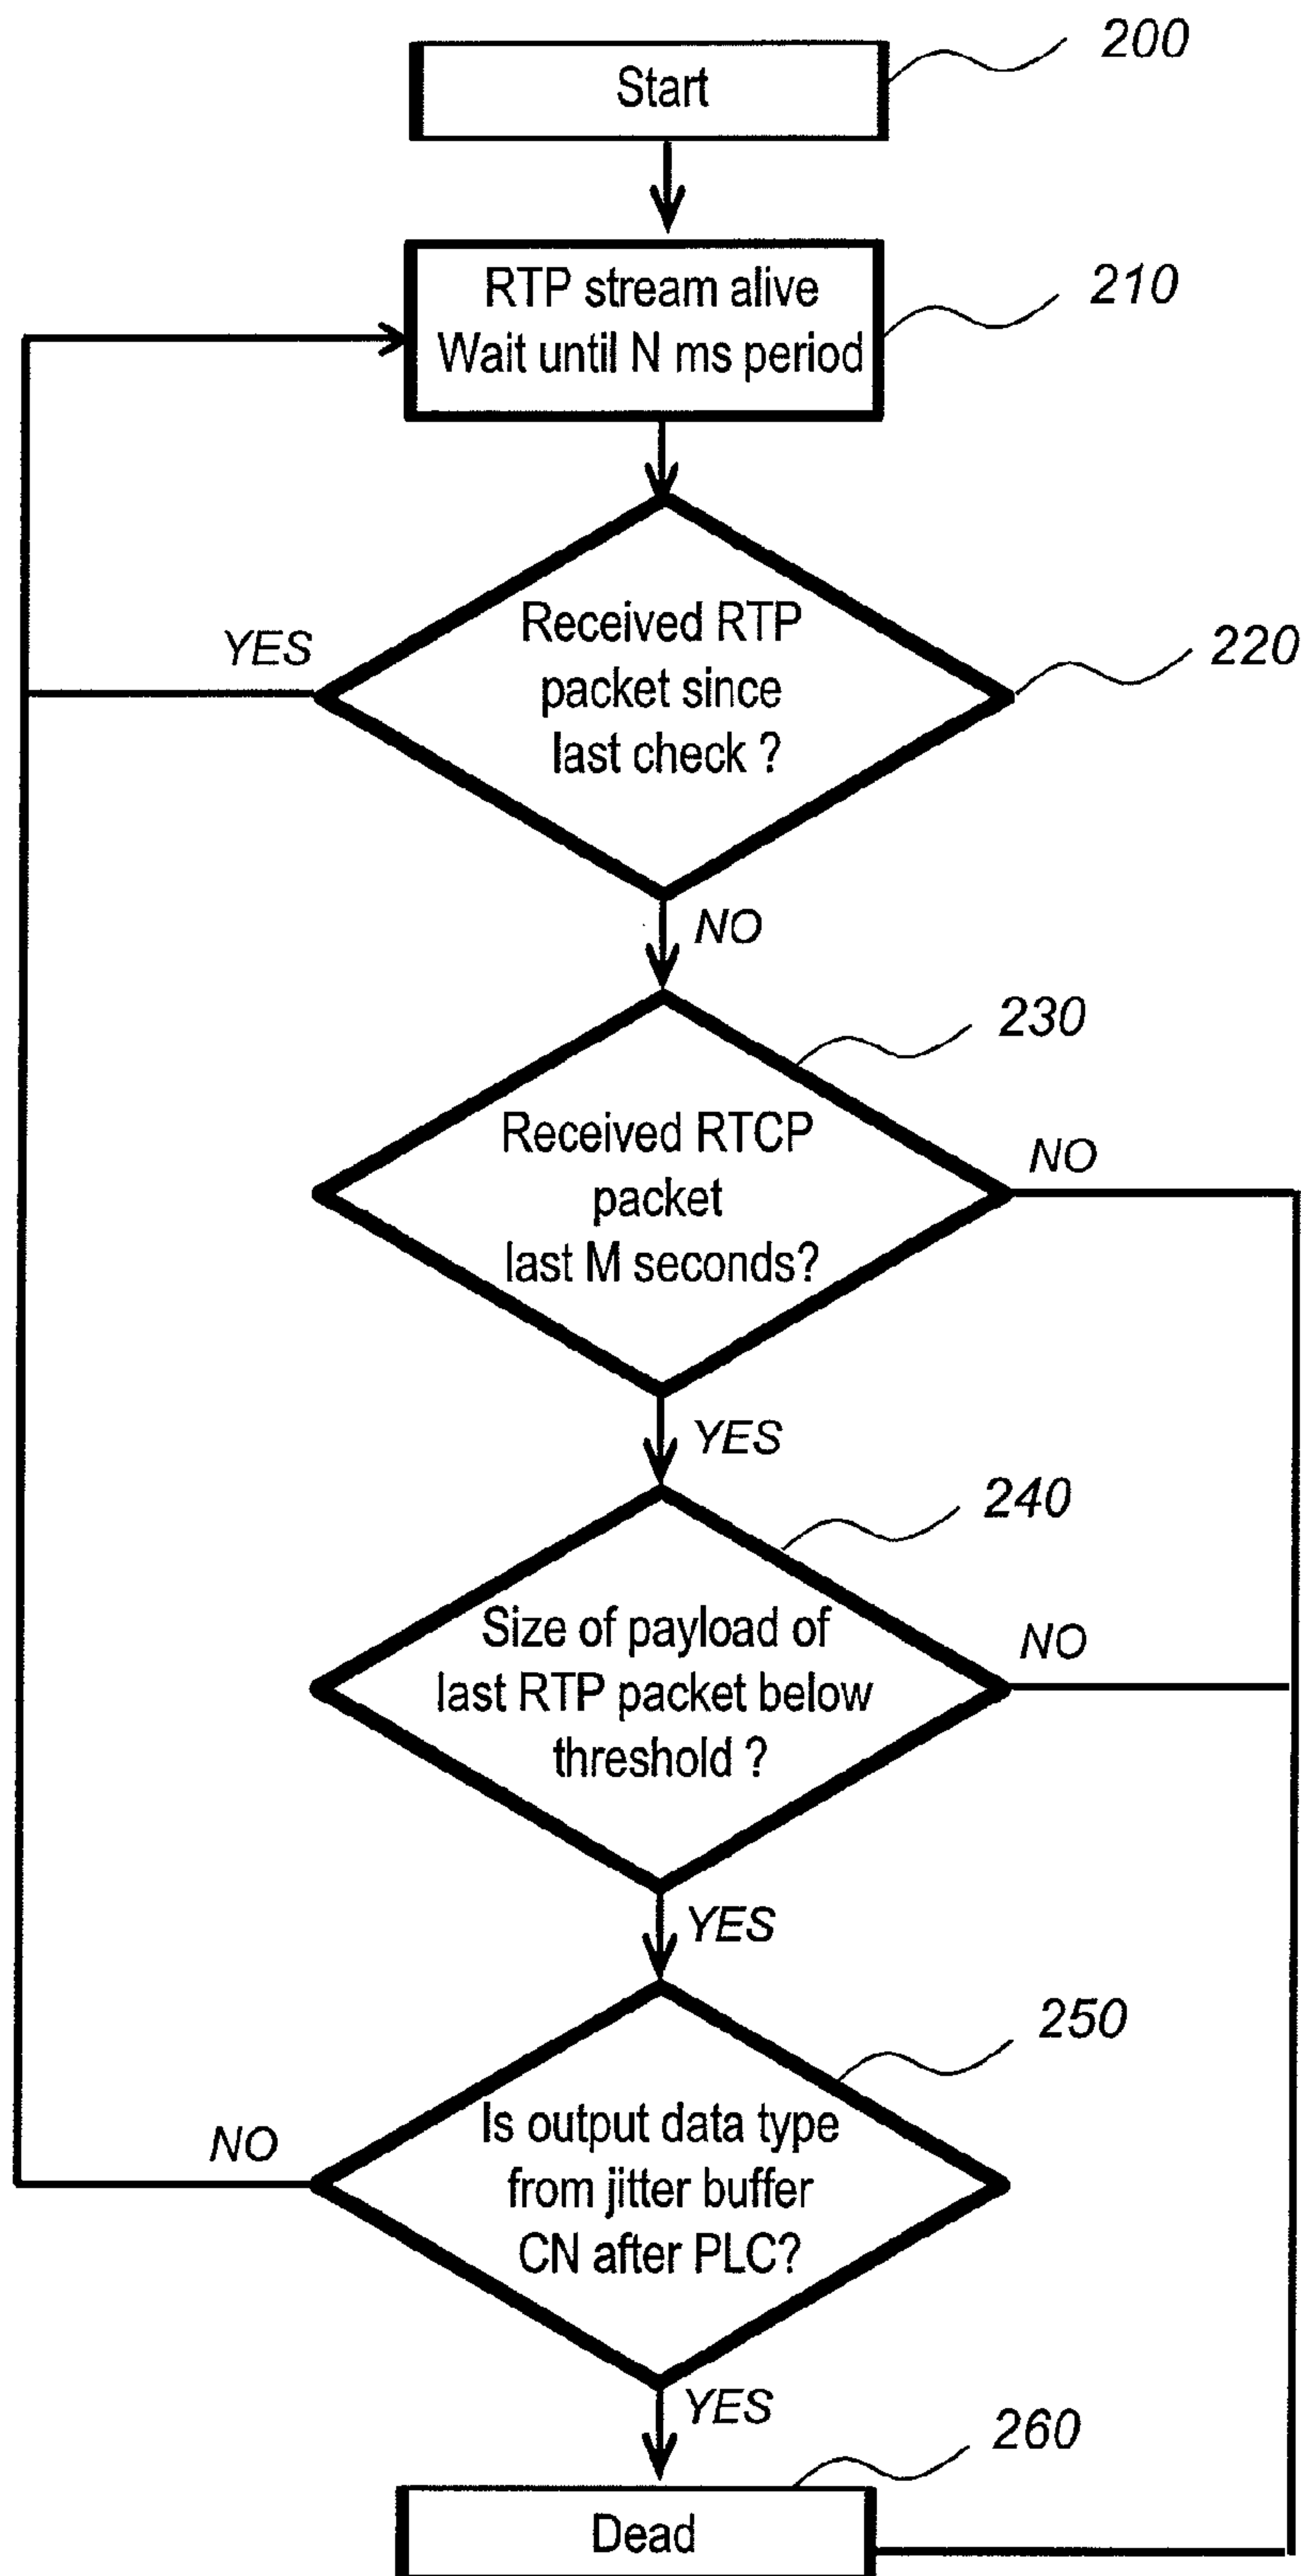 Start
200
RTP stream alive
Wait until N ms period
210
Received RTP
packet since
last check ?
220
YES
NO
230
Received RTCP
packet
last M seconds?
NO
YES
240
Size of payload of
last RTP packet below
threshold ?
NO
YES
250
Is output data type
from jitter buffer
CN after PLC?
NO
YES
260
Dead